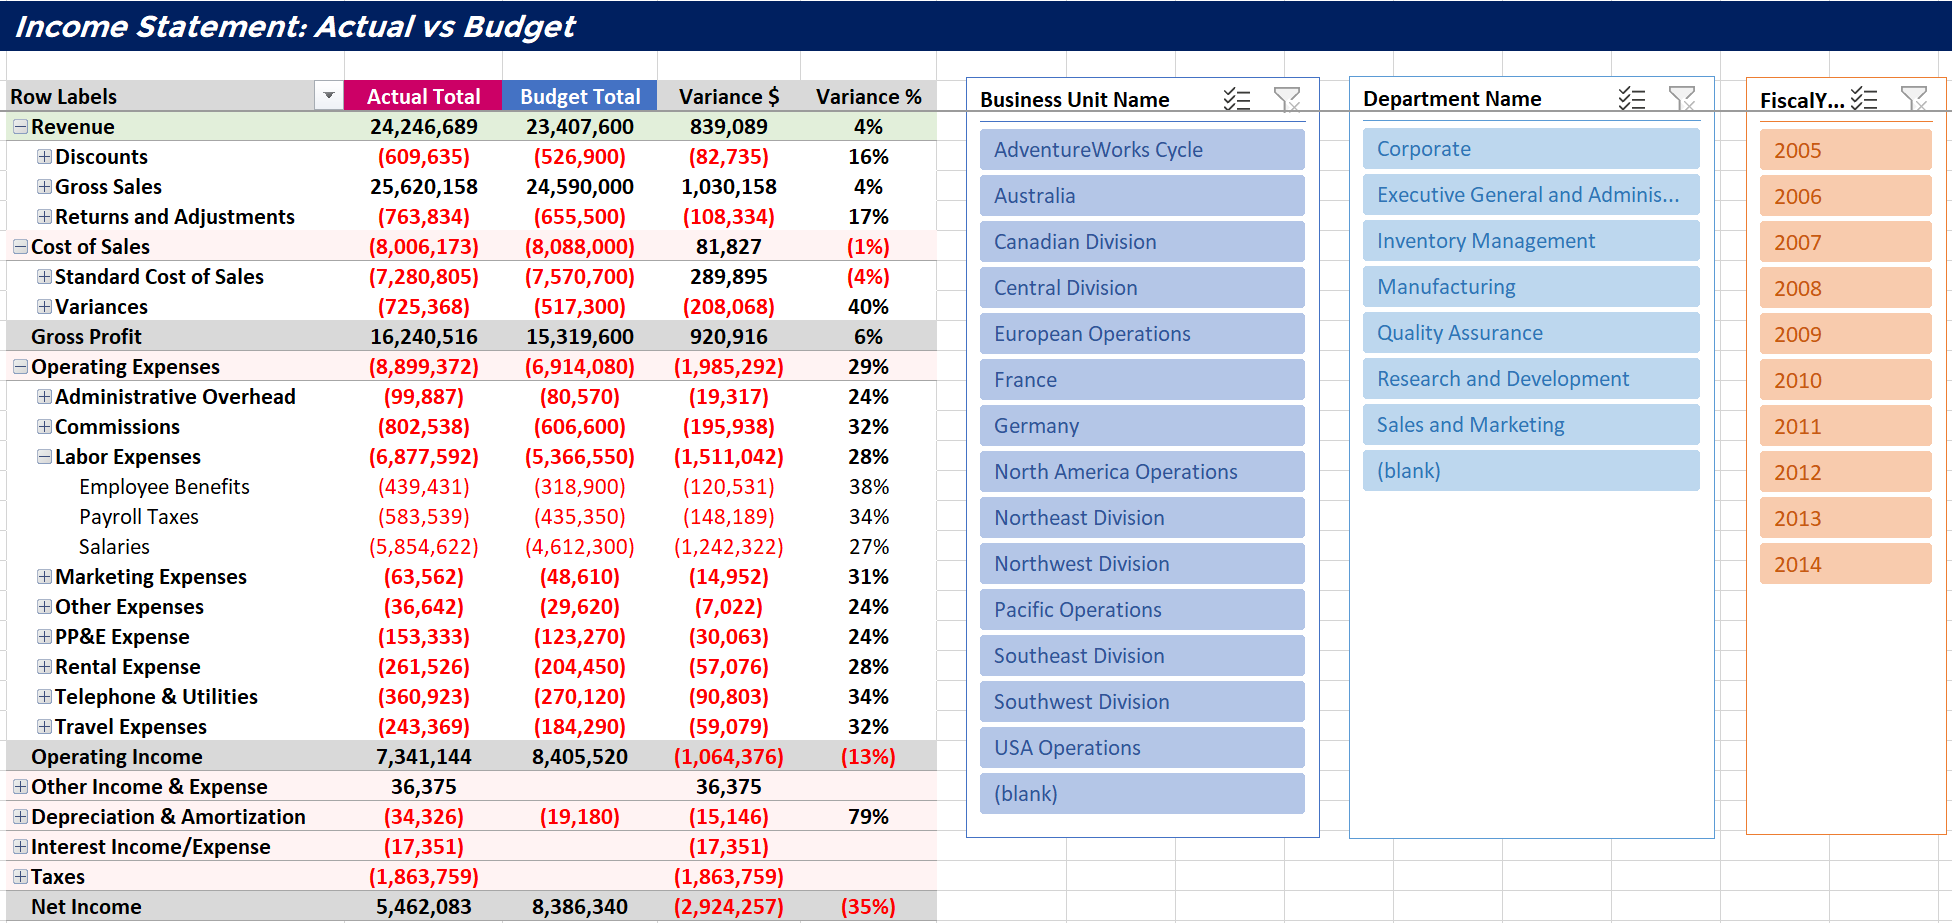 Income Statement: Actual vs Budget
Row Labels Actual Total Budget Total Variance $ Variance %
Revenue 24,246,689 23,407,600 839,089 4%
Discounts (609,635) (526,900) (82,735) 16%
Gross Sales 25,620,158 24,590,000 1,030,158 4%
Returns and Adjustments (763,834) (655,500) (108,334) 17%
Cost of Sales (8,006,173) (8,088,000) 81,827 (1%)
Standard Cost of Sales (7,280,805) (7,570,700) 289,895 (4%)
Variances (725,368) (517,300) (208,068) 40%
Gross Profit 16,240,516 15,319,600 920,916 6%
Operating Expenses (8,899,372) (6,914,080) (1,985,292) 29%
Administrative Overhead (99,887) (80,570) (19,317) 24%
Commissions (802,538) (606,600) (195,938) 32%
Labor Expenses (6,877,592) (5,366,550) (1,511,042) 28%
Employee Benefits (439,431) (318,900) (120,531) 38%
Payroll Taxes (583,539) (435,350) (148,189) 34%
Salaries (5,854,622) (4,612,300) (1,242,322) 27%
Marketing Expenses (63,562) (48,610) (14,952) 31%
Other Expenses (36,642) (29,620) (7,022) 24%
PP&E Expense (153,333) (123,270) (30,063) 24%
Rental Expense (261,526) (204,450) (57,076) 28%
Telephone & Utilities (360,923) (270,120) (90,803) 34%
Travel Expenses (243,369) (184,290) (59,079) 32%
Operating Income 7,341,144 8,405,520 (1,064,376) (13%)
Other Income & Expense 36,375 36,375
Depreciation & Amortization (34,326) (19,180) (15,146) 79%
Interest Income/Expense (17,351) (17,351)
Taxes (1,863,759) (1,863,759)
Net Income 5,462,083 8,386,340 (2,924,257) (35%)
Business Unit Name
AdventureWorks Cycle
Australia
Canadian Division
Central Division
European Operations
France
Germany
North America Operations
Northeast Division
Northwest Division
Pacific Operations
Southeast Division
Southwest Division
USA Operations
(blank)
Department Name
Corporate
Executive General and Adminis...
Inventory Management
Manufacturing
Quality Assurance
Research and Development
Sales and Marketing
(blank)
FiscalY...
2005
2006
2007
2008
2009
2010
2011
2012
2013
2014